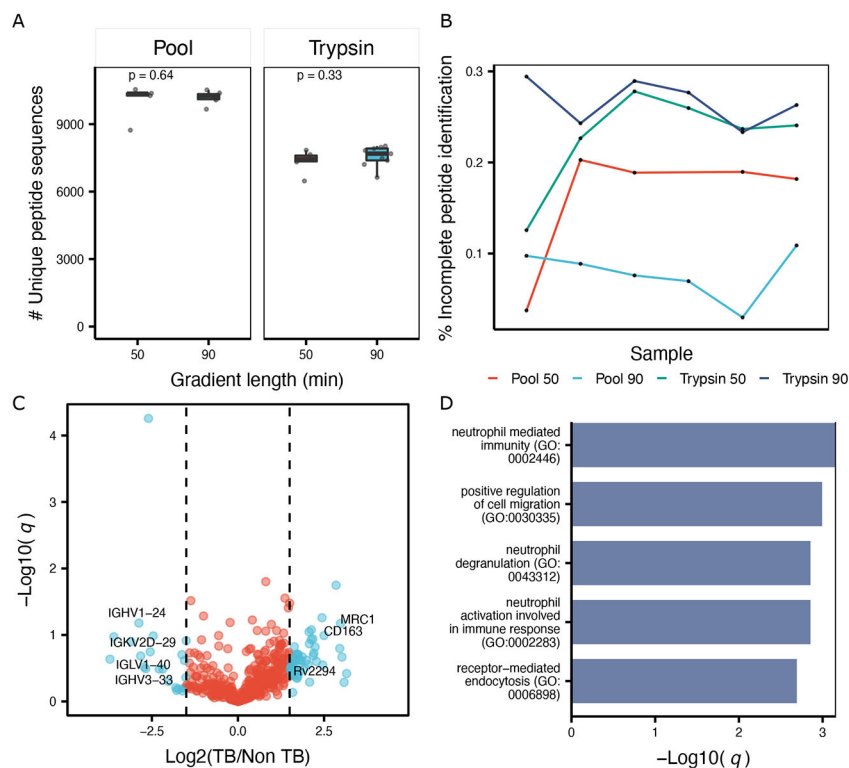 A
Pool
Trypsin
p = 0.64
p = 0.33
# Unique peptide sequences
9000
6000
3000
0
50
90
50
90
Gradient length (min)
B
% Incomplete peptide identification
0.3
0.2
0.1
Sample
Pool 50
Pool 90
Trypsin 50
Trypsin 90
C
−Log10( q )
4
3
2
1
0
IGHV1−24
IGKV2D−29
IGLV1−40
IGHV3−33
MRC1
CD163
Rv2294
−2.5
0.0
2.5
Log2(TB/Non TB)
D
neutrophil mediated
immunity (GO:
0002446)
positive regulation
of cell migration
(GO:0030335)
neutrophil
degranulation (GO:
0043312)
neutrophil
activation involved
in immune response
(GO:0002283)
receptor−mediated
endocytosis (GO:
0006898)
0
1
2
3
−Log10( q )